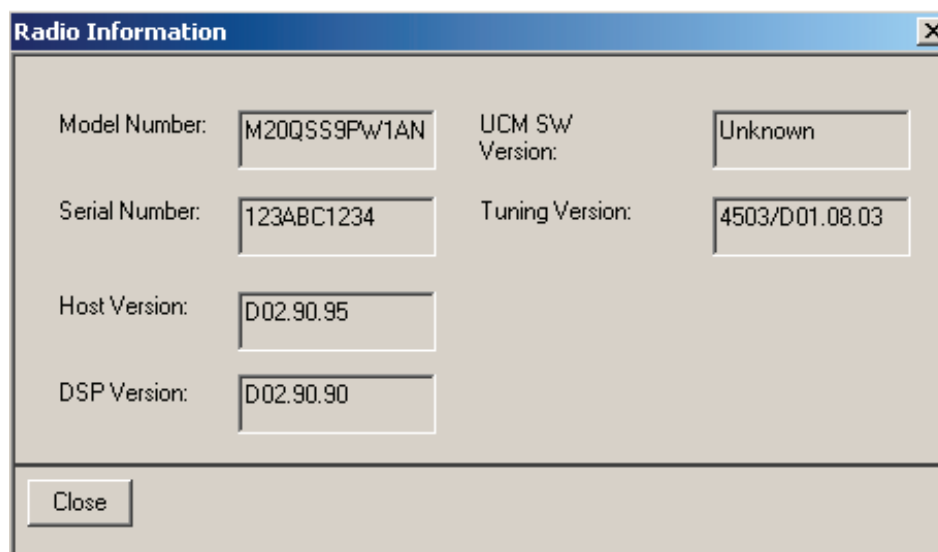 Radio Information
Model Number: M20QSS9PW1AN
UCM SW
Version: Unknown
Serial Number: 123ABC1234
Tuning Version: 4503/D01.08.03
Host Version: D02.90.95
DSP Version: D02.90.90
Close